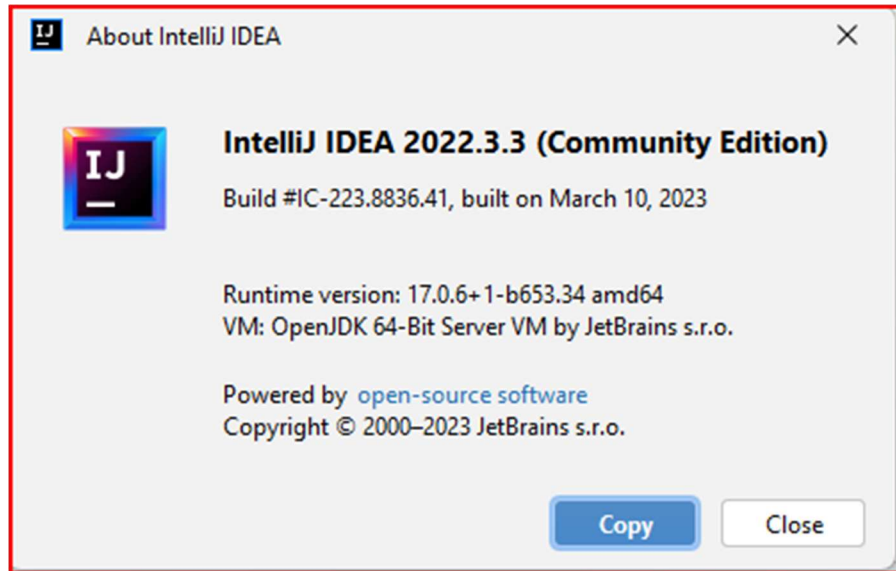 IJ About IntelliJ IDEA
IJ
IntelliJ IDEA 2022.3.3 (Community Edition)
Build #IC-223.8836.41, built on March 10, 2023
Runtime version: 17.0.6+1-b653.34 amd64
VM: OpenJDK 64-Bit Server VM by JetBrains s.r.o.
Powered by open-source software
Copyright © 2000–2023 JetBrains s.r.o.
Copy Close